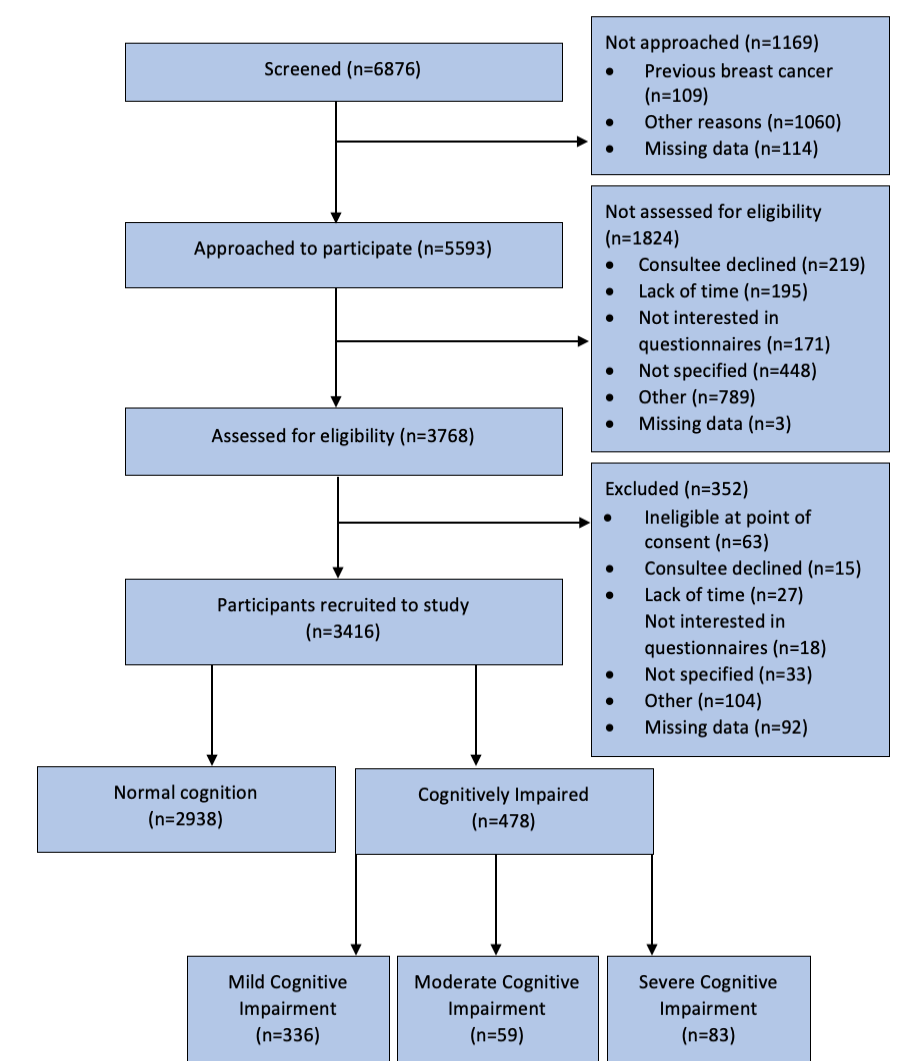 Screened (n=6876)
Not approached (n=1169)
• Previous breast cancer
(n=109)
• Other reasons (n=1060)
• Missing data (n=114)
Approached to participate (n=5593)
Not assessed for eligibility
(n=1824)
• Consultee declined (n=219)
• Lack of time (n=195)
• Not interested in
questionnaires (n=171)
• Not specified (n=448)
• Other (n=789)
• Missing data (n=3)
Assessed for eligibility (n=3768)
Excluded (n=352)
• Ineligible at point of
consent (n=63)
• Consultee declined (n=15)
• Lack of time (n=27)
Not interested in
questionnaires (n=18)
• Not specified (n=33)
• Other (n=104)
• Missing data (n=92)
Participants recruited to study
(n=3416)
Normal cognition
(n=2938)
Cognitively Impaired
(n=478)
Mild Cognitive
Impairment
(n=336)
Moderate Cognitive
Impairment
(n=59)
Severe Cognitive
Impairment
(n=83)